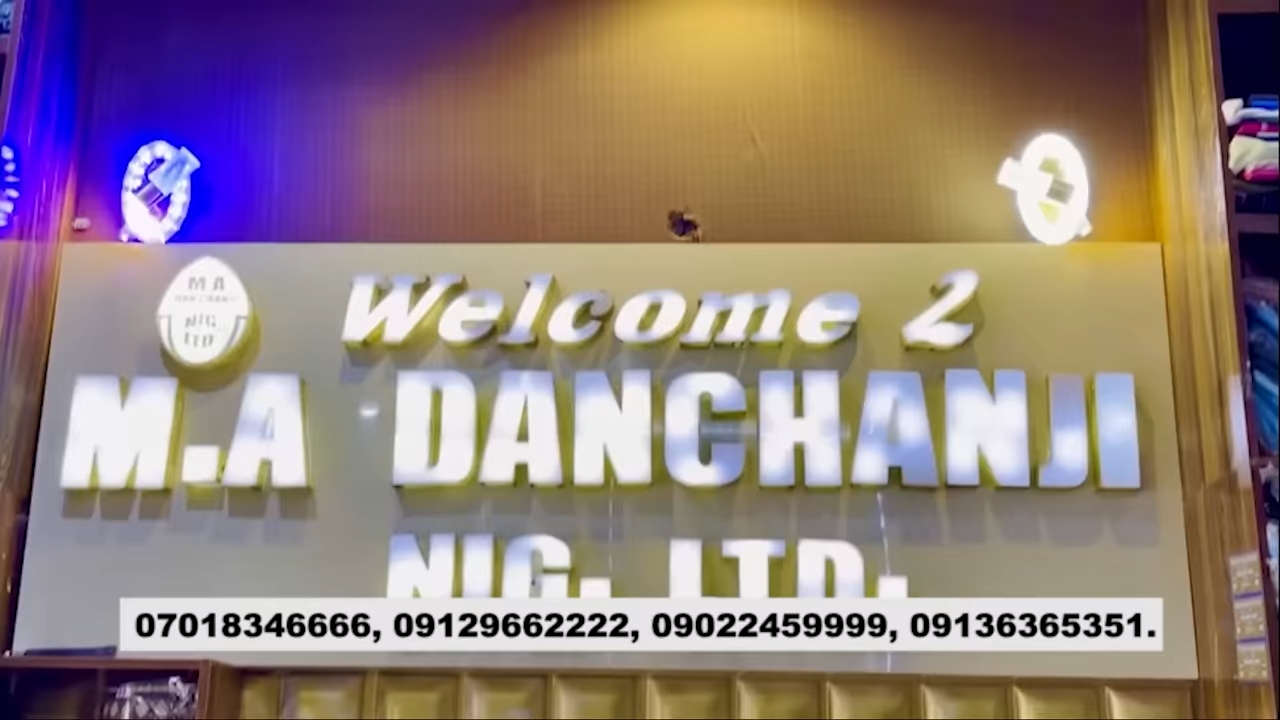 M.A
NIG.
LTD.
Welcome 2
M.A DANCHANJI
NIG. LTD.
07018346666, 09129662222, 09022459999, 09136365351.